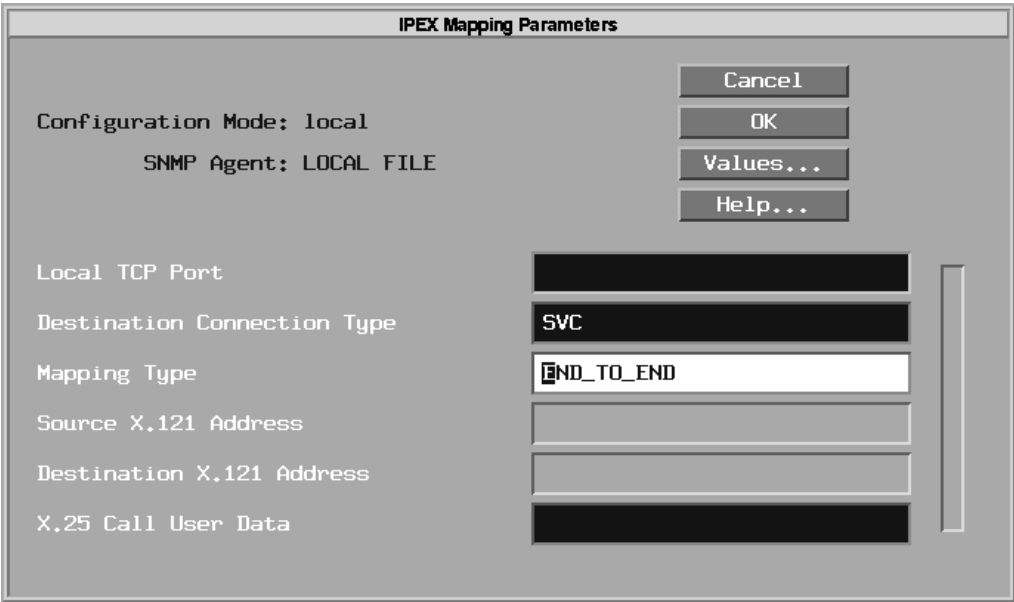 IPEX Mapping Parameters
Cancel
Configuration Mode: local
OK
SNMP Agent: LOCAL FILE
Values...
Help...
Local TCP Port
Destination Connection Type
SVC
Mapping Type
END_TO_END
Source X.121 Address
Destination X.121 Address
X.25 Call User Data